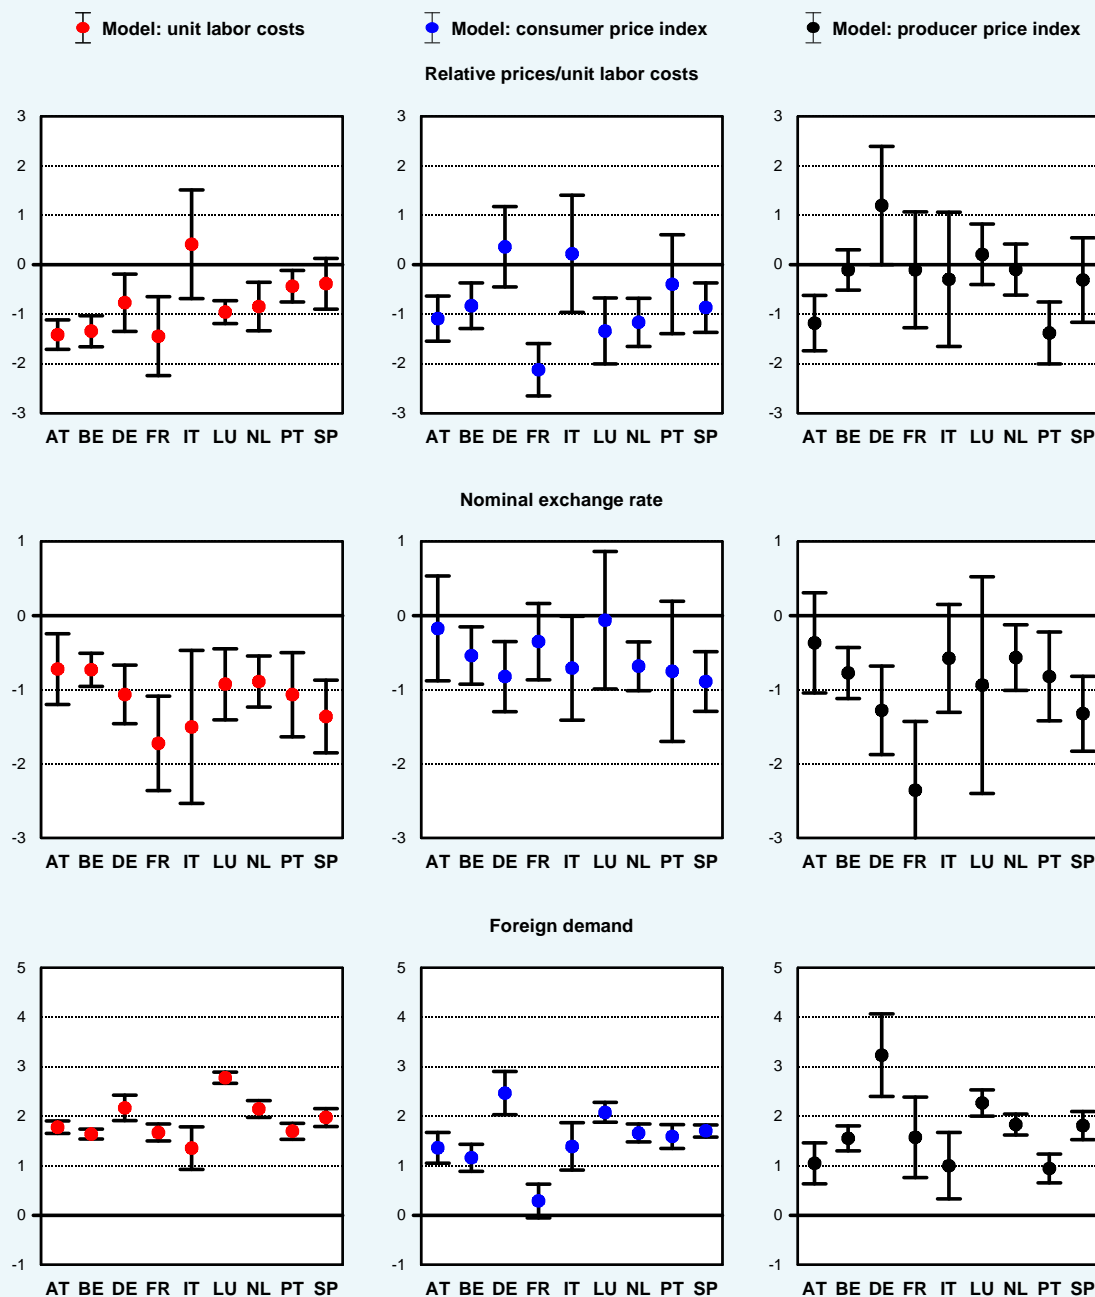 Model: unit labor costs Model: consumer price index Model: producer price index
Relative prices/unit labor costs
3 3 3
2 2 2
1 1 1
0 0 0
-1 -1 -1
-2 -2 -2
-3 -3 -3
AT BE DE FR IT LU NL PT SP AT BE DE FR IT LU NL PT SP AT BE DE FR IT LU NL PT SP
Nominal exchange rate
1 1 1
0 0 0
-1 -1 -1
-2 -2 -2
-3 -3 -3
AT BE DE FR IT LU NL PT SP AT BE DE FR IT LU NL PT SP AT BE DE FR IT LU NL PT SP
Foreign demand
5 5 5
4 4 4
3 3 3
2 2 2
1 1 1
0 0 0
-1 -1 -1
AT BE DE FR IT LU NL PT SP AT BE DE FR IT LU NL PT SP AT BE DE FR IT LU NL PT SP